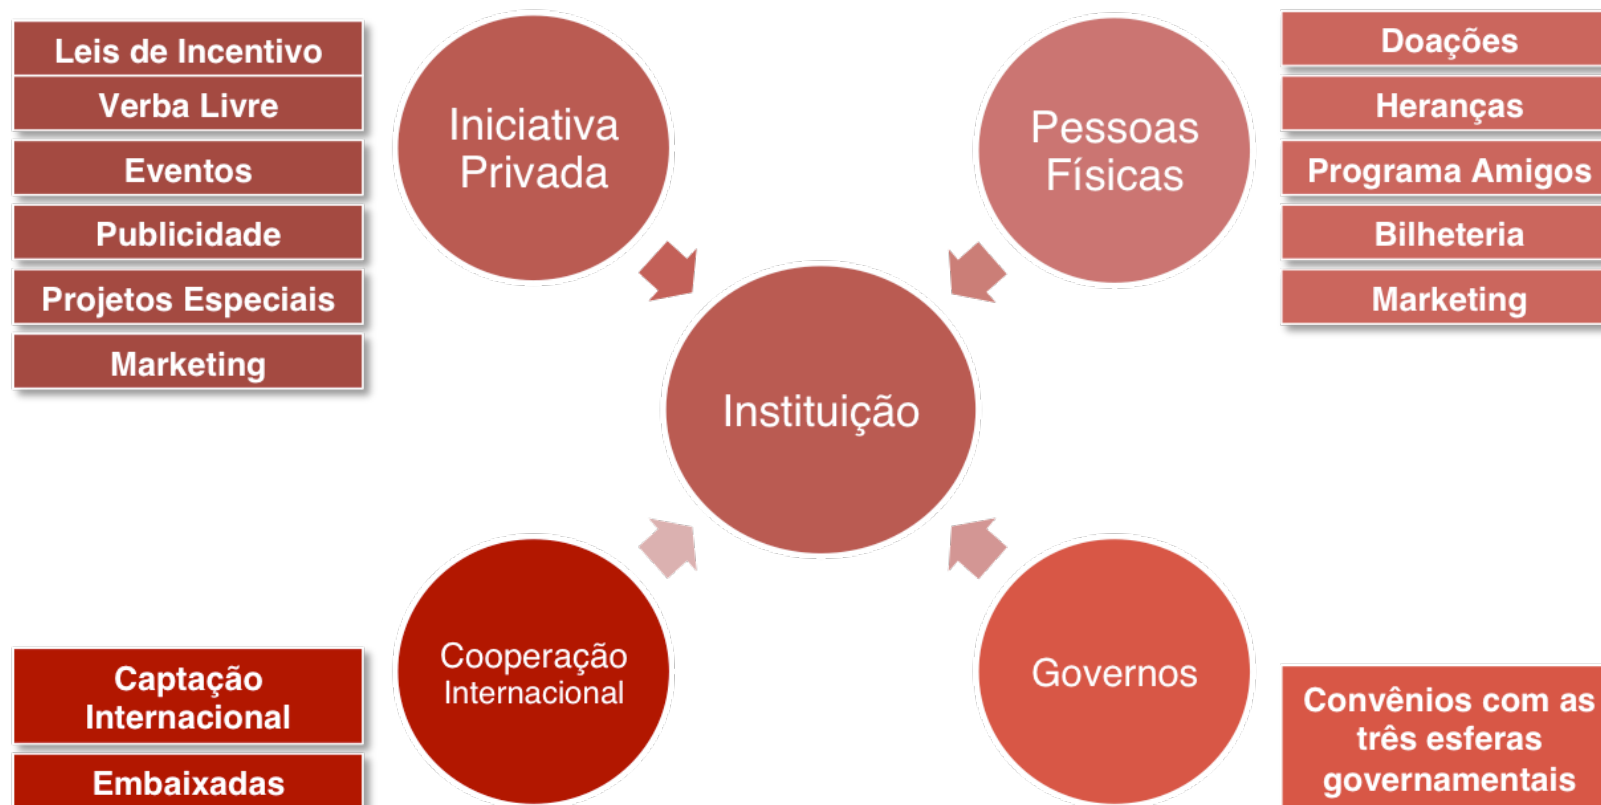 Leis de Incentivo
Verba Livre
Eventos
Publicidade
Projetos Especiais
Marketing
Iniciativa
Privada
Pessoas
Físicas
Doações
Heranças
Programa Amigos
Bilheteria
Marketing
Instituição
Captação
Internacional
Embaixadas
Cooperação
Internacional
Governos
Convênios com as
três esferas
governamentais